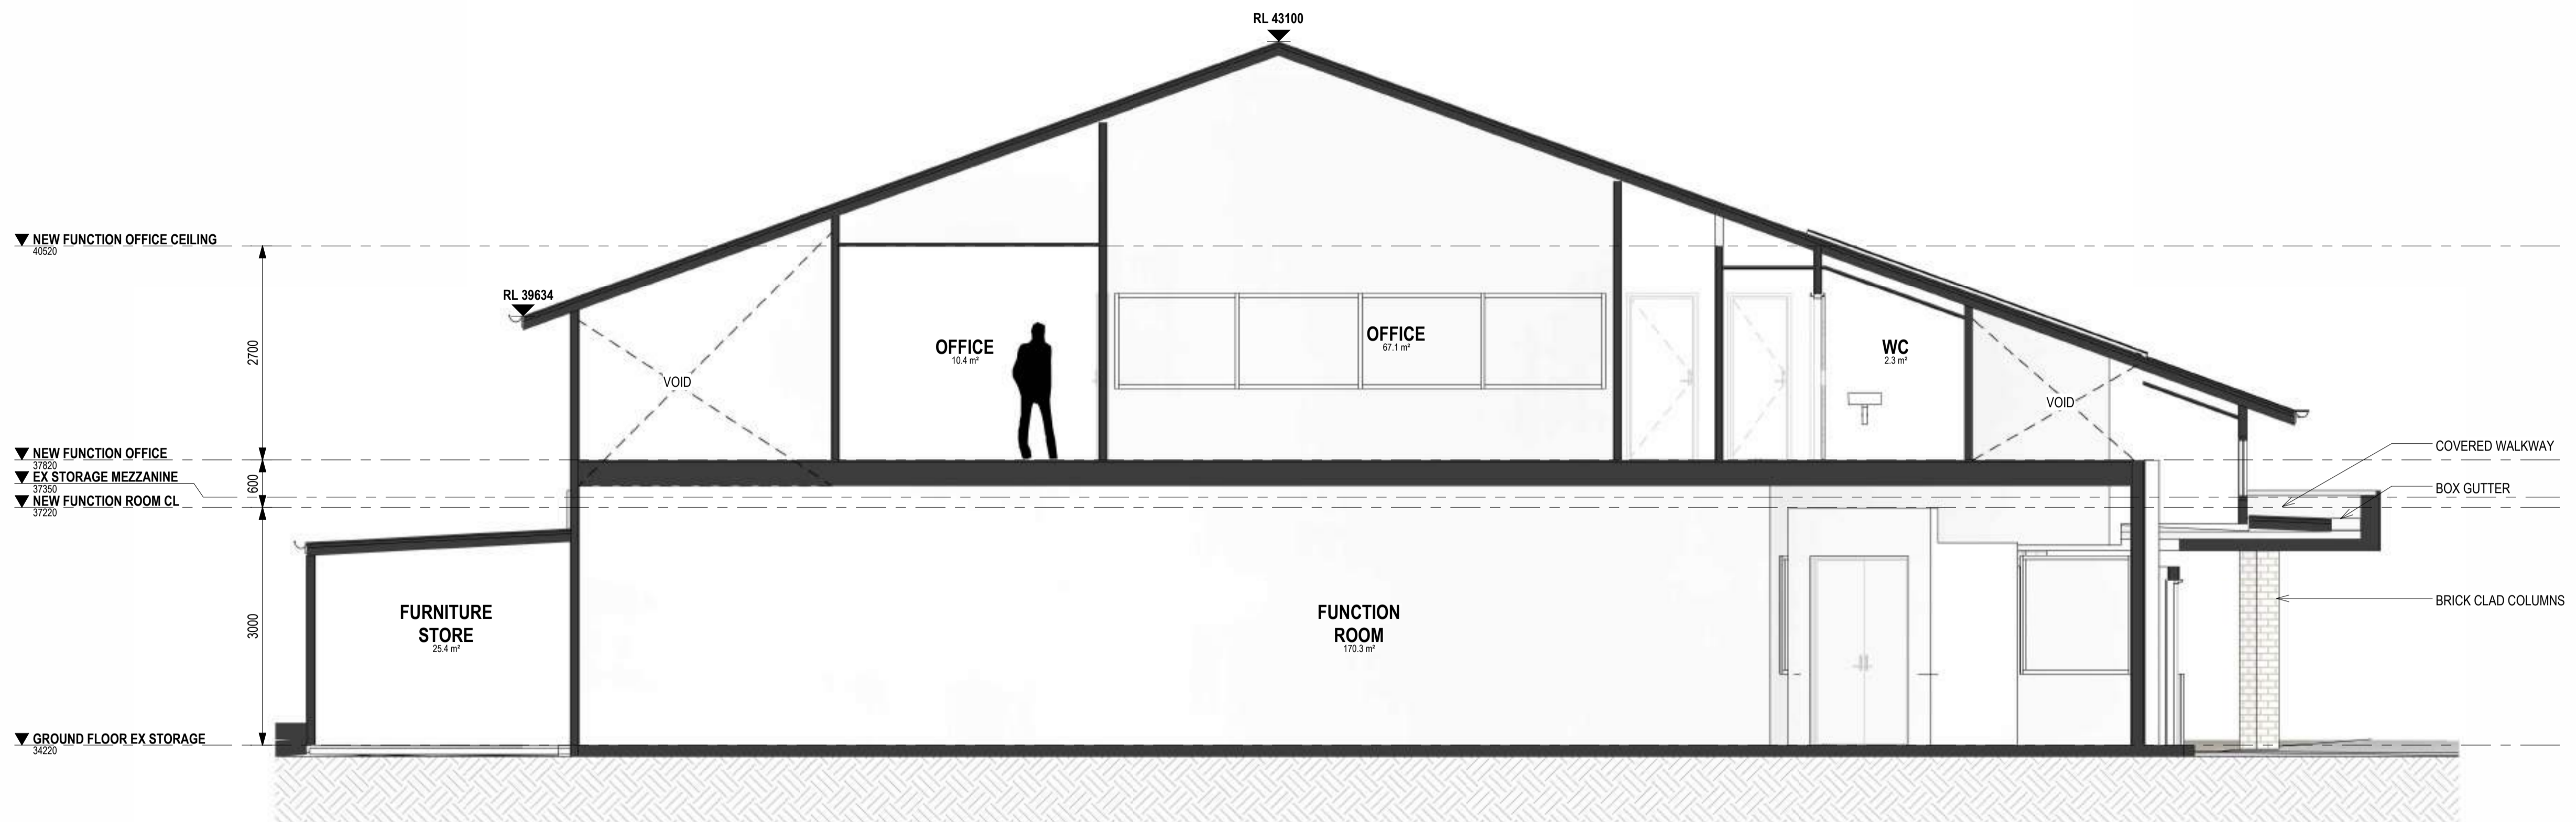 RL 43100
NEW FUNCTION OFFICE CEILING
40520
RL 39634
2700
OFFICE
10.4 m²
OFFICE
67.1 m²
WC
2.3 m²
VOID
VOID
NEW FUNCTION OFFICE
37820
EX STORAGE MEZZANINE
37350
NEW FUNCTION ROOM CL
37220
600
COVERED WALKWAY
BOX GUTTER
BRICK CLAD COLUMNS
3000
FURNITURE
STORE
25.4 m²
FUNCTION
ROOM
170.3 m²
GROUND FLOOR EX STORAGE
34220